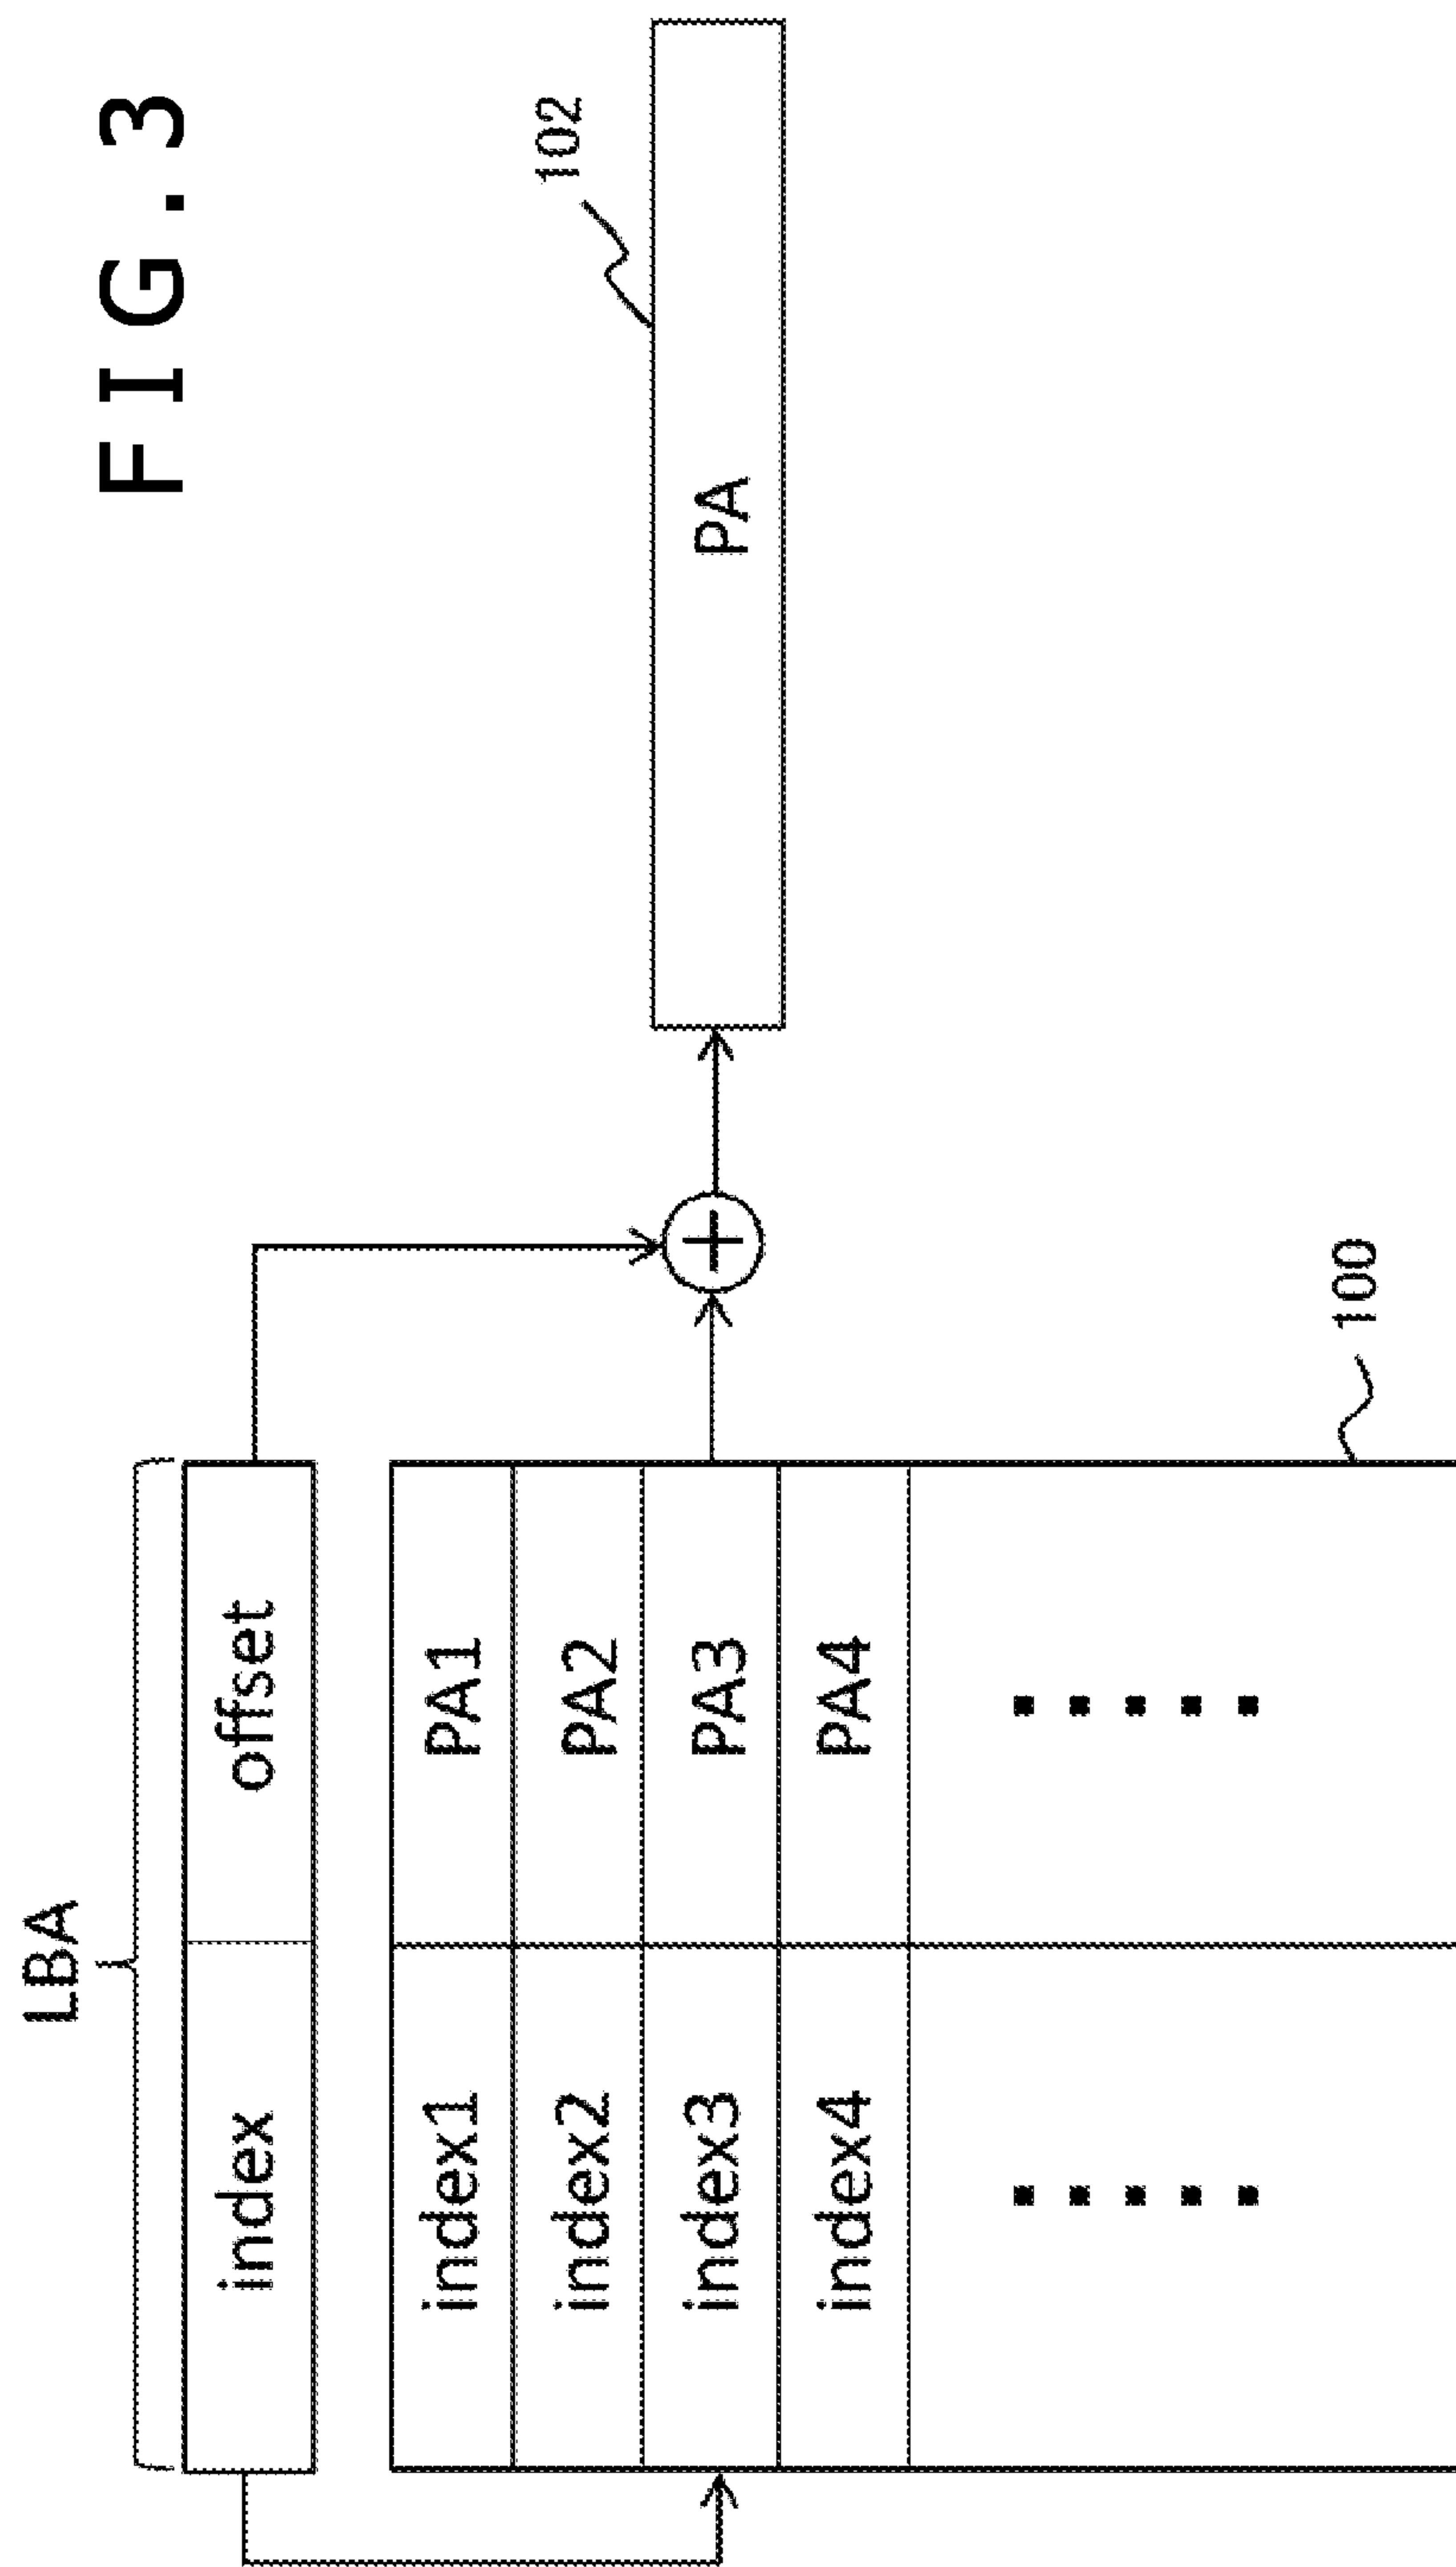 FIG.3
LBA
index offset
index1 PA1
index2 PA2
index3 PA3
index4 PA4
+
PA
102
100